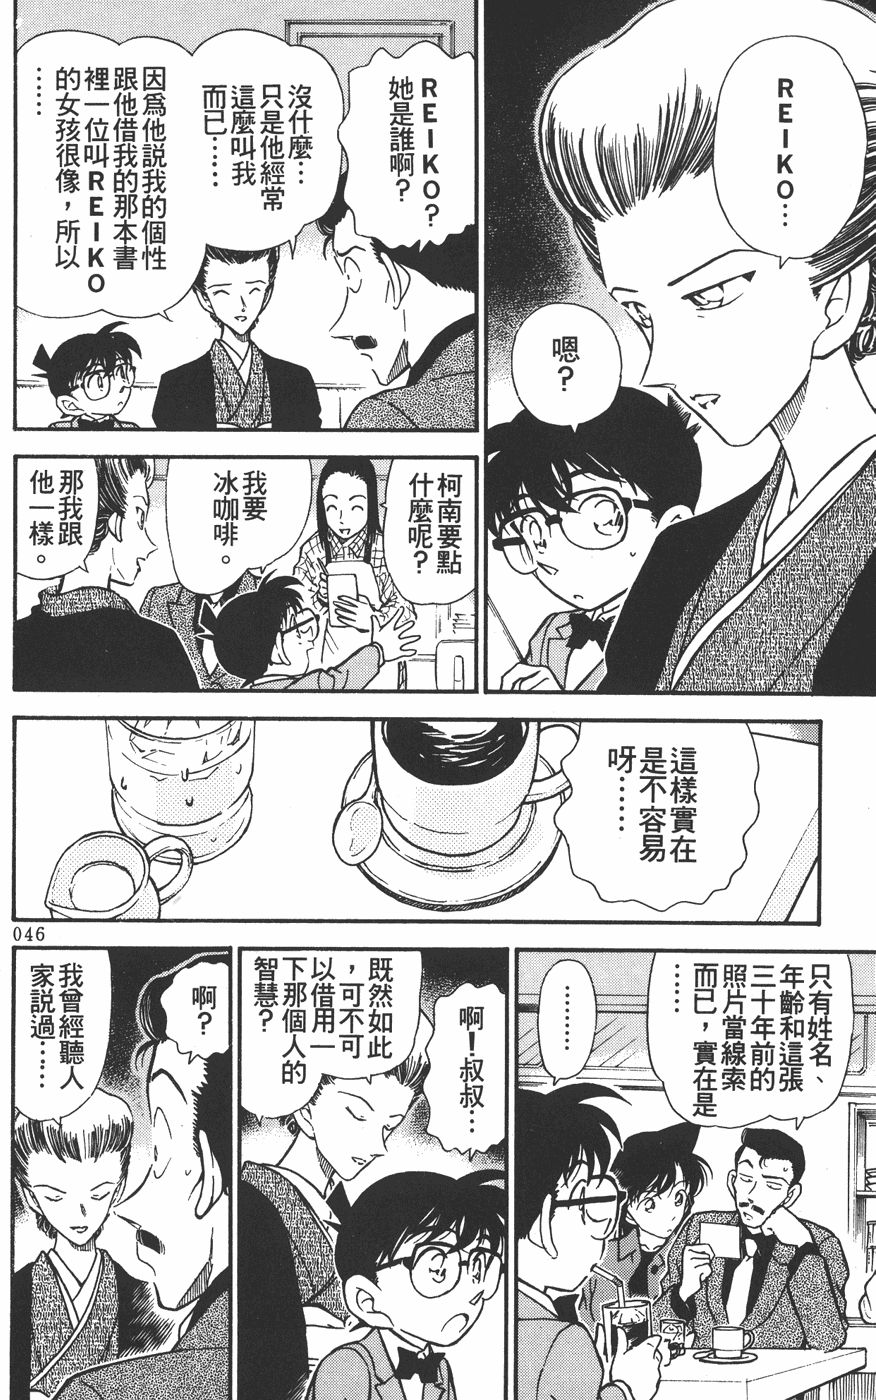 REIKO…
嗯？
REIKO？
她是誰啊？
沒什麼…
只是他經常
這麼叫我
而已……
因為他說我的個性
跟他借我的那本書
裡一位叫REIKO
的女孩很像，所以
……
柯南要點
什麼呢？
我要
冰咖啡。
那我跟
他一樣。
這樣實在
是不容易
呀……
只有姓名、
年齡和這張
三十年前的
照片當線索
而已，實在是
……
………
啊！叔叔…
既然如此
，可不可
以借用一
下那個人的
智慧？
啊？
我曾經聽人
家說過……
046